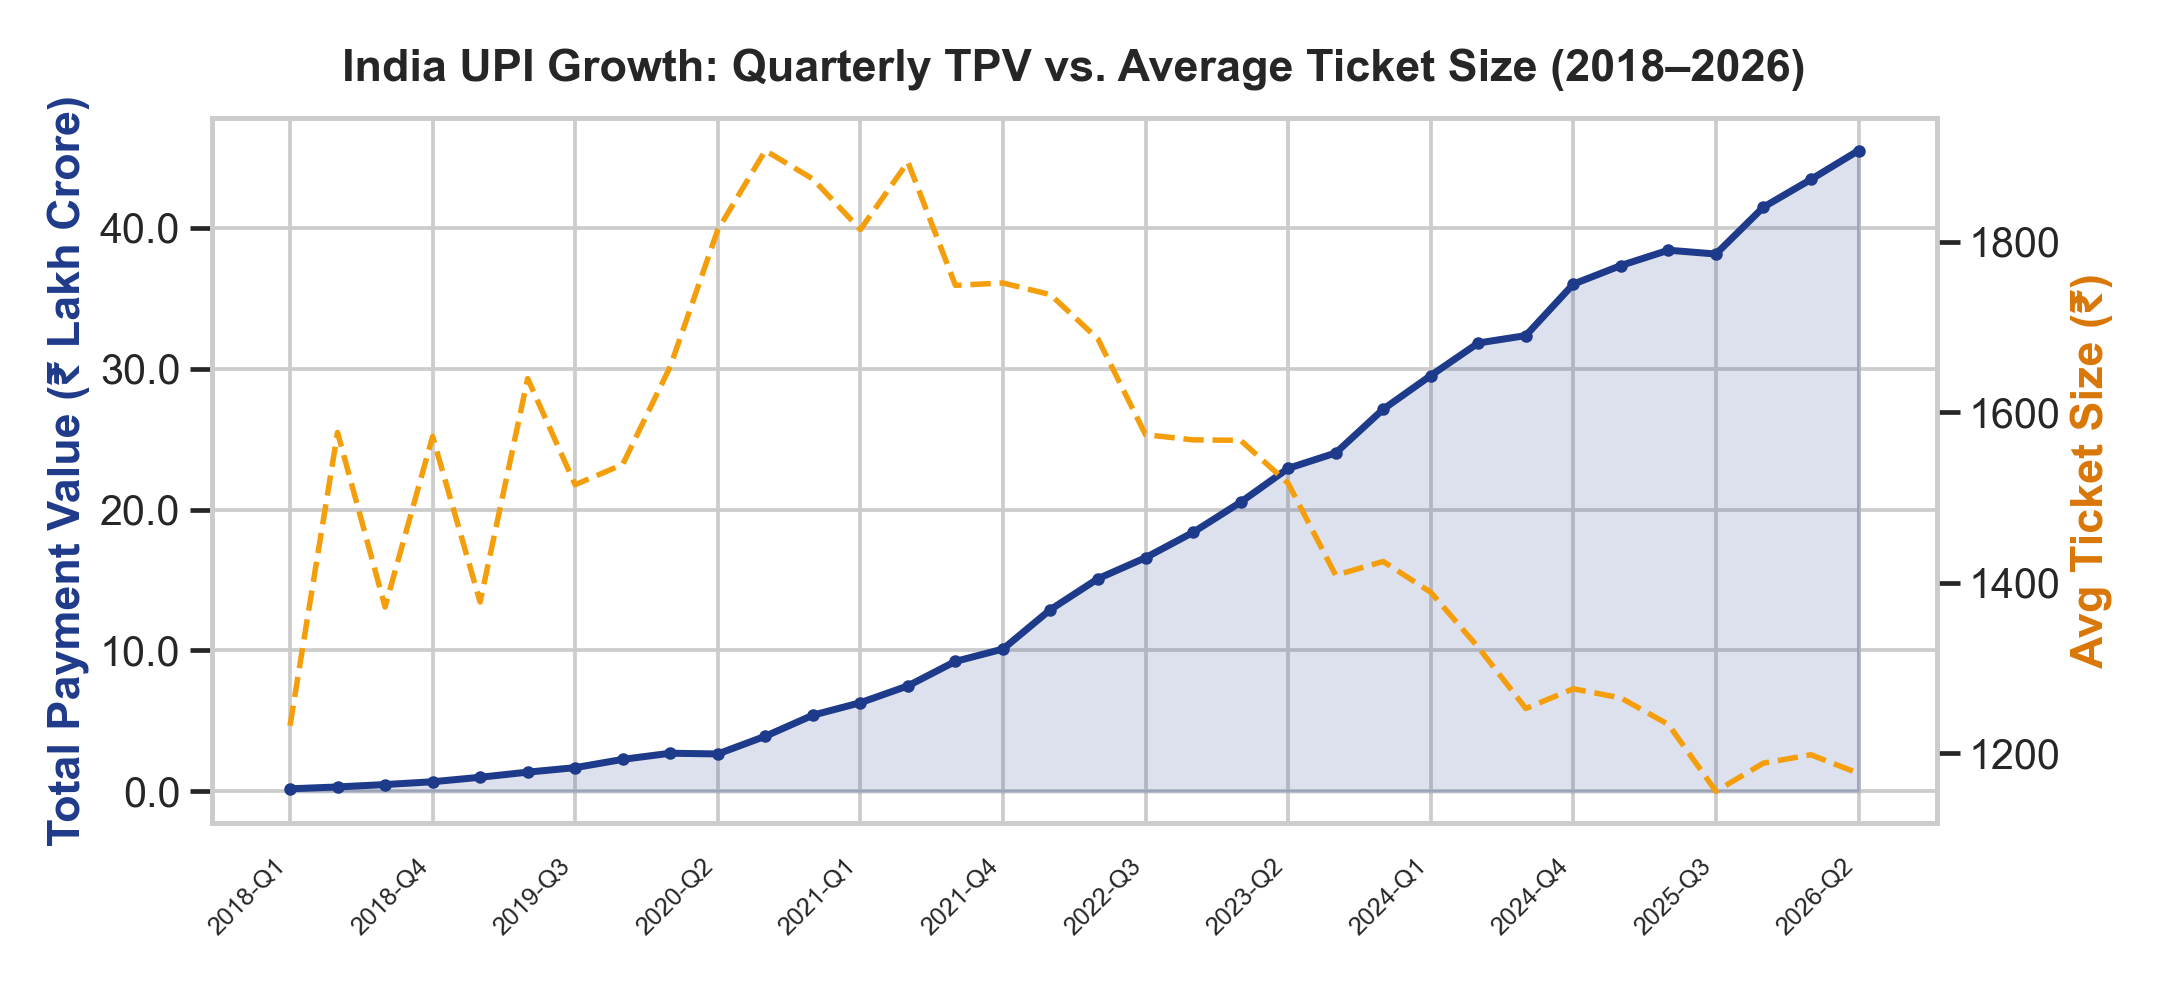 India UPI Growth: Quarterly TPV vs. Average Ticket Size (2018–2026)
Total Payment Value (₹ Lakh Crore)
40.0
30.0
20.0
10.0
0.0
1800
1600
1400
1200
Avg Ticket Size (₹)
2018-Q1
2018-Q4
2019-Q3
2020-Q2
2021-Q1
2021-Q4
2022-Q3
2023-Q2
2024-Q1
2024-Q4
2025-Q3
2026-Q2